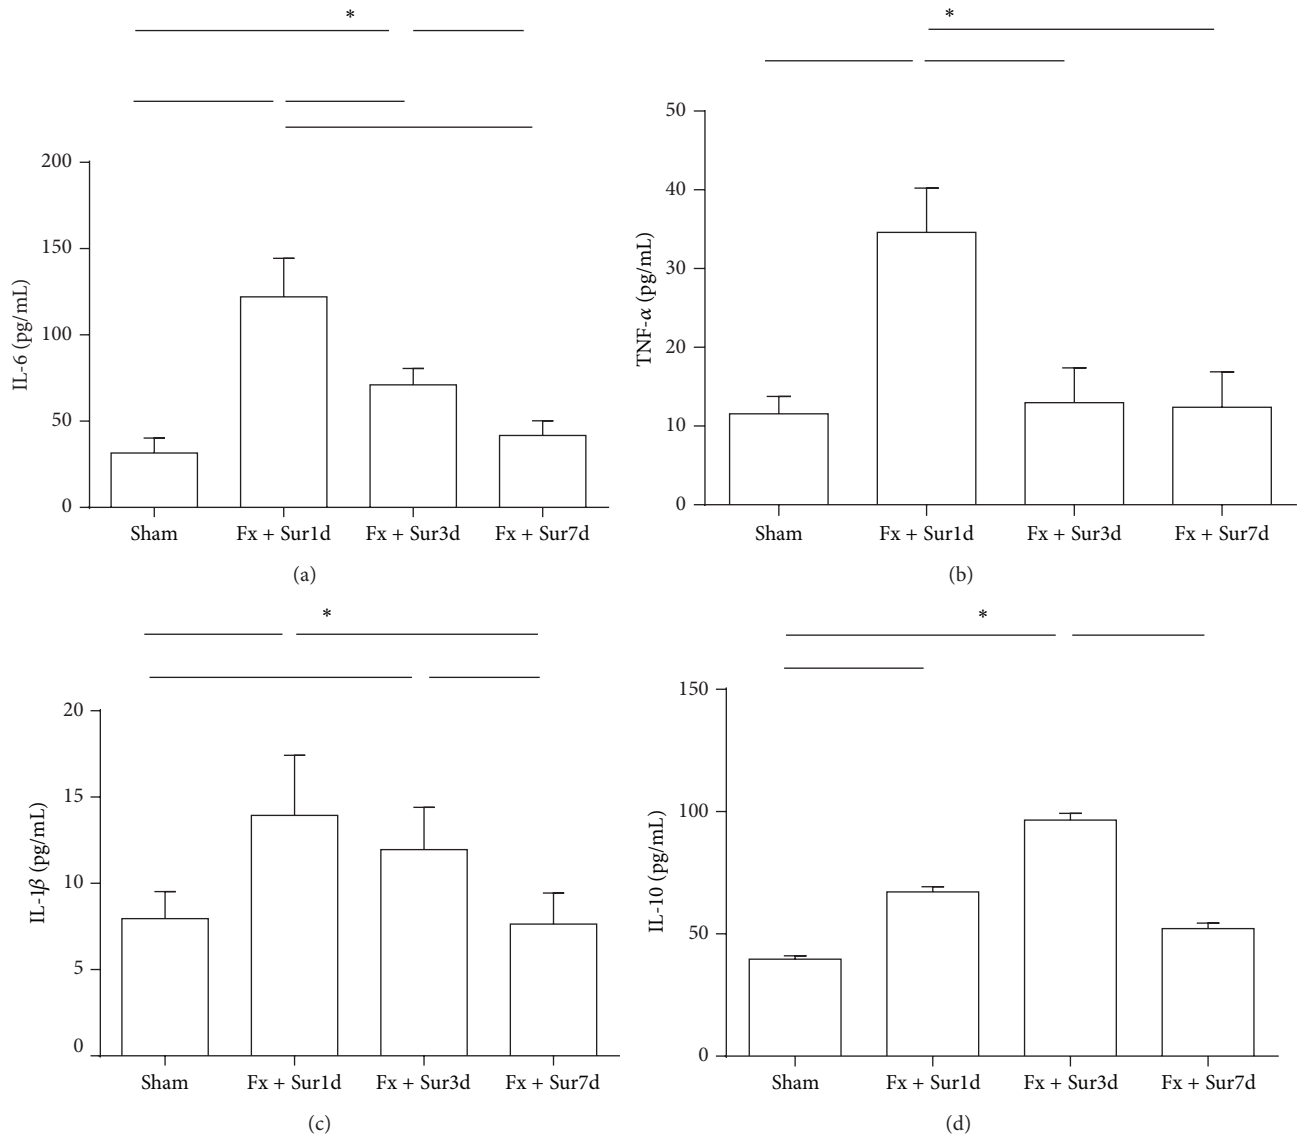 *
200
150
100
50
0
IL-6 (pg/mL)
Sham Fx + Sur1d Fx + Sur3d Fx + Sur7d
(a)
*
50
40
30
20
10
0
TNF-α (pg/mL)
Sham Fx + Sur1d Fx + Sur3d Fx + Sur7d
(b)
*
20
15
10
5
0
IL-1β (pg/mL)
Sham Fx + Sur1d Fx + Sur3d Fx + Sur7d
(c)
*
150
100
50
0
IL-10 (pg/mL)
Sham Fx + Sur1d Fx + Sur3d Fx + Sur7d
(d)